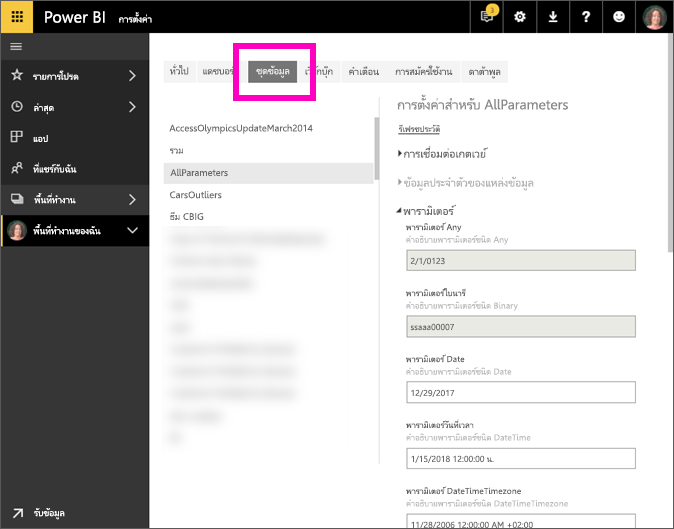 Power BI การตั้งค่า
3
ทั่วไป แดชบอร์ ชุดข้อมูล เวิร์กบุ๊ก ค่าเตือน การสมัครใช้งาน ดาต้าพูล
รายการโปรด
ล่าสุด
แอป
ที่แชร์กับฉัน
พื้นที่ทำงาน
พื้นที่ทำงานของฉัน
รับข้อมูล
AccessOlympicsUpdateMarch2014
รวม
AllParameters
CarsOutliers
ธีม CBIG
การตั้งค่าสำหรับ AllParameters
รีเฟรชประวัติ
การเชื่อมต่อเกตเวย์
ข้อมูลประจำตัวของแหล่งข้อมูล
พารามิเตอร์
พารามิเตอร์ Any
คำอธิบายพารามิเตอร์ชนิด Any
2/1/0123
พารามิเตอร์ไบนารี
คำอธิบายพารามิเตอร์ชนิด Binary
ssaaa00007
พารามิเตอร์ Date
คำอธิบายพารามิเตอร์ชนิด Date
12/29/2017
พารามิเตอร์วันที่เวลา
คำอธิบายพารามิเตอร์ชนิด DateTime
1/15/2018 12:00:00 น.
พารามิเตอร์ DateTimeTimezone
คำอธิบายพารามิเตอร์ชนิด DateTimeTimezone
11/28/2006 12:00:00 AM +02:00